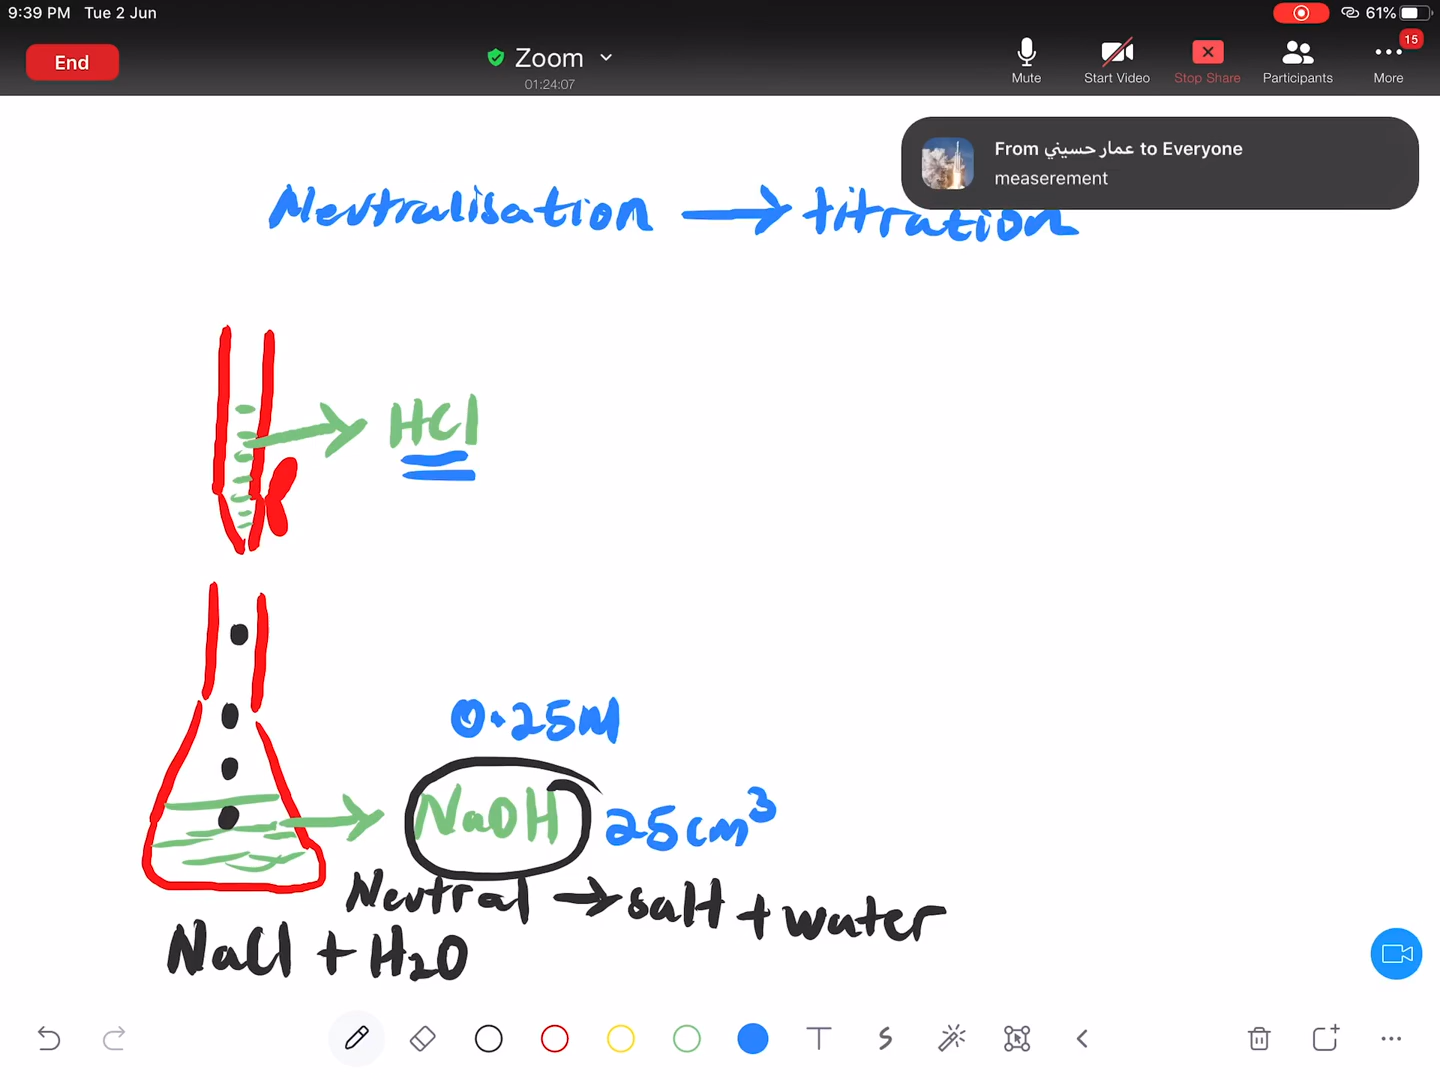 9:39 PM Tue 2 Jun
61%
End
Zoom
01:24:07
Mute
Start Video
Stop Share
Participants
More
15
From عمار حسيني to Everyone
measerement
Neutralisation → titration
HCl
0.25M
NaOH
25cm³
Neutral → salt + water
NaCl + H₂O
T
S